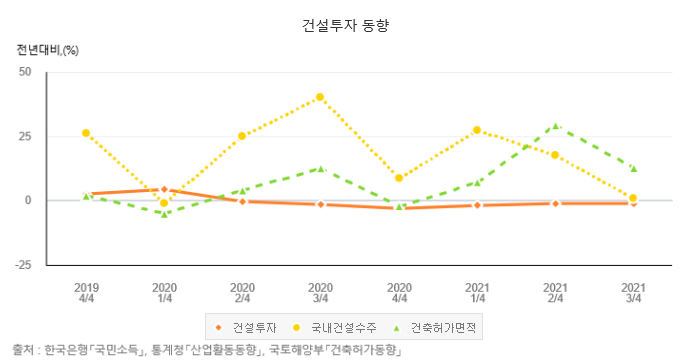 건설투자 동향
전년대비,(%)
50
25
0
-25
2019 2020 2020 2020 2020 2021 2021 2021
4/4 1/4 2/4 3/4 4/4 1/4 2/4 3/4
건설투자 국내건설수주 건축허가면적
출처 : 한국은행「국민소득」, 통계청「산업활동동향」, 국토해양부「건축허가동향」